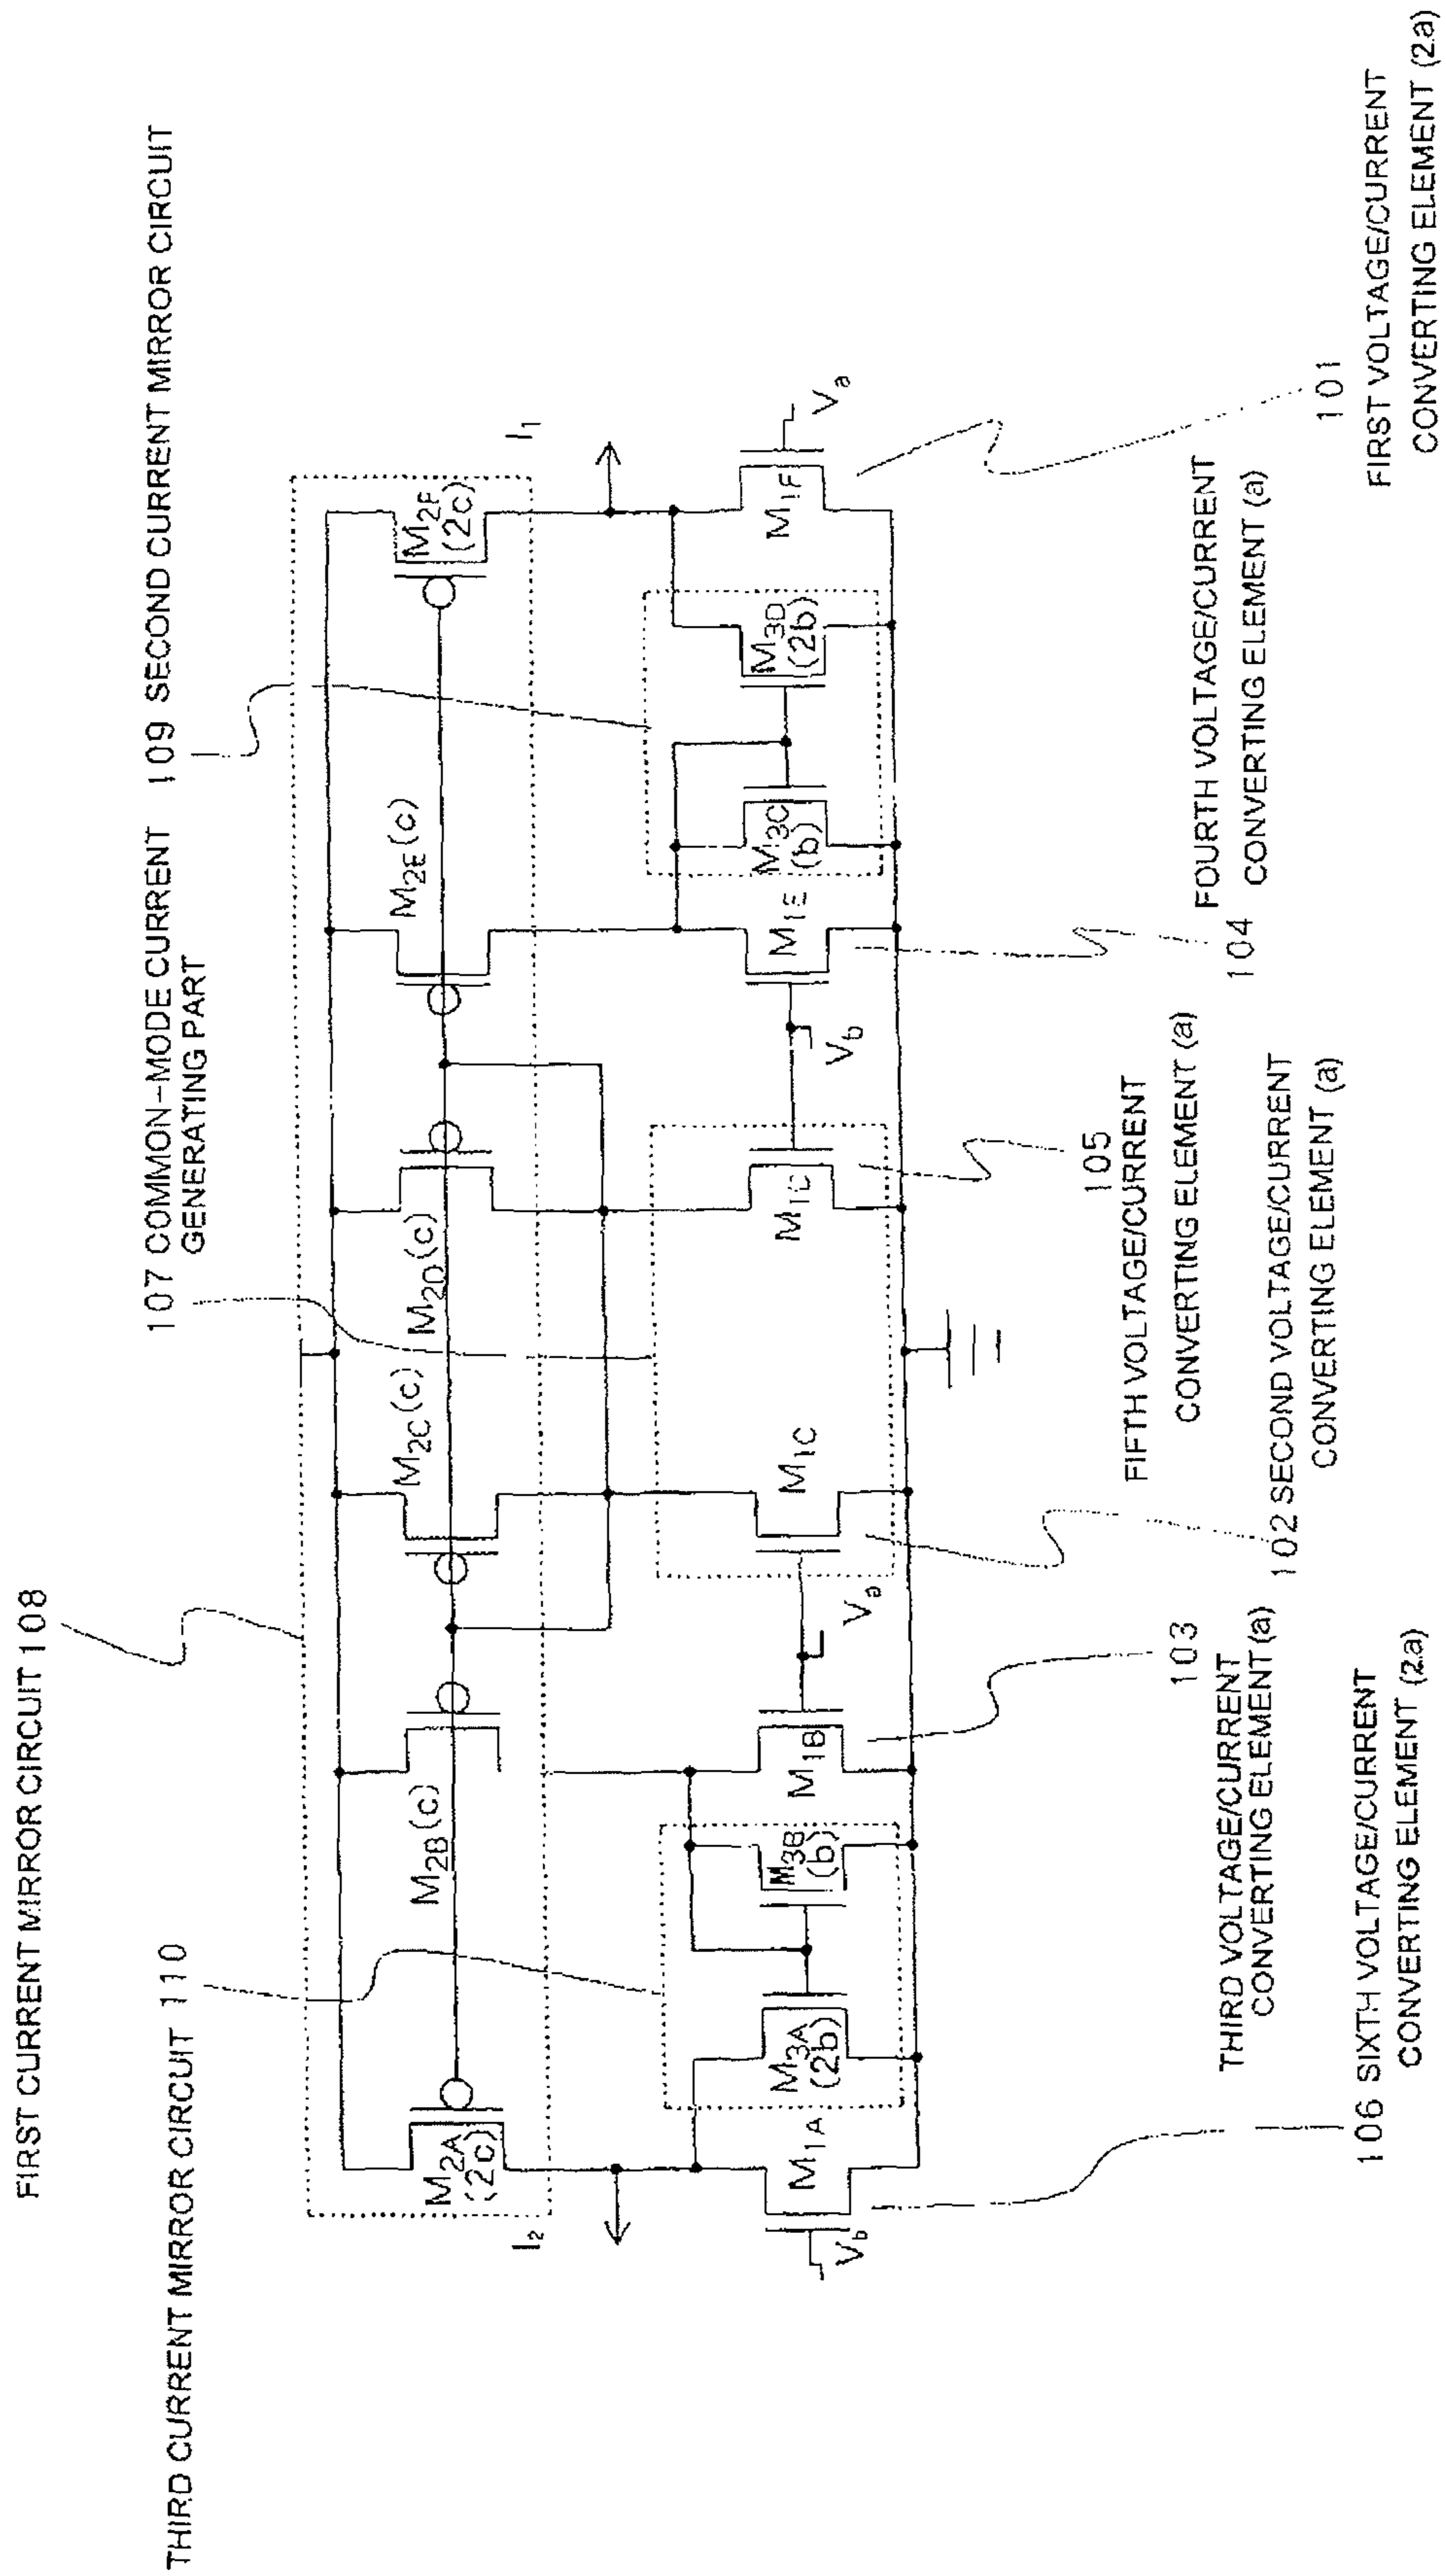 FIRST CURRENT MIRROR CIRCUIT 108
THIRD CURRENT MIRROR CIRCUIT 110
107 COMMON-MODE CURRENT
GENERATING PART
109 SECOND CURRENT MIRROR CIRCUIT
M2A
(2c)
M2B(c)
M2C(c)
M2D(c)
M2E(c)
M2F
(2c)
I2
I1
M1A
M3A
(2b)
M3B
(b)
M1B
M1C
M1C
M1E
M3C
(b)
M3D
(2b)
M1F
Vb
Va
Vb
Va
106 SIXTH VOLTAGE/CURRENT
CONVERTING ELEMENT (2.a)
103
THIRD VOLTAGE/CURRENT
CONVERTING ELEMENT(a)
102 SECOND VOLTAGE/CURRENT
CONVERTING ELEMENT (a)
105
FIFTH VOLTAGE/CURRENT
CONVERTING ELEMENT (a)
104
FOURTH VOLTAGE/CURRENT
CONVERTING ELEMENT (a)
101
FIRST VOLTAGE/CURRENT
CONVERTING ELEMENT (2.a)